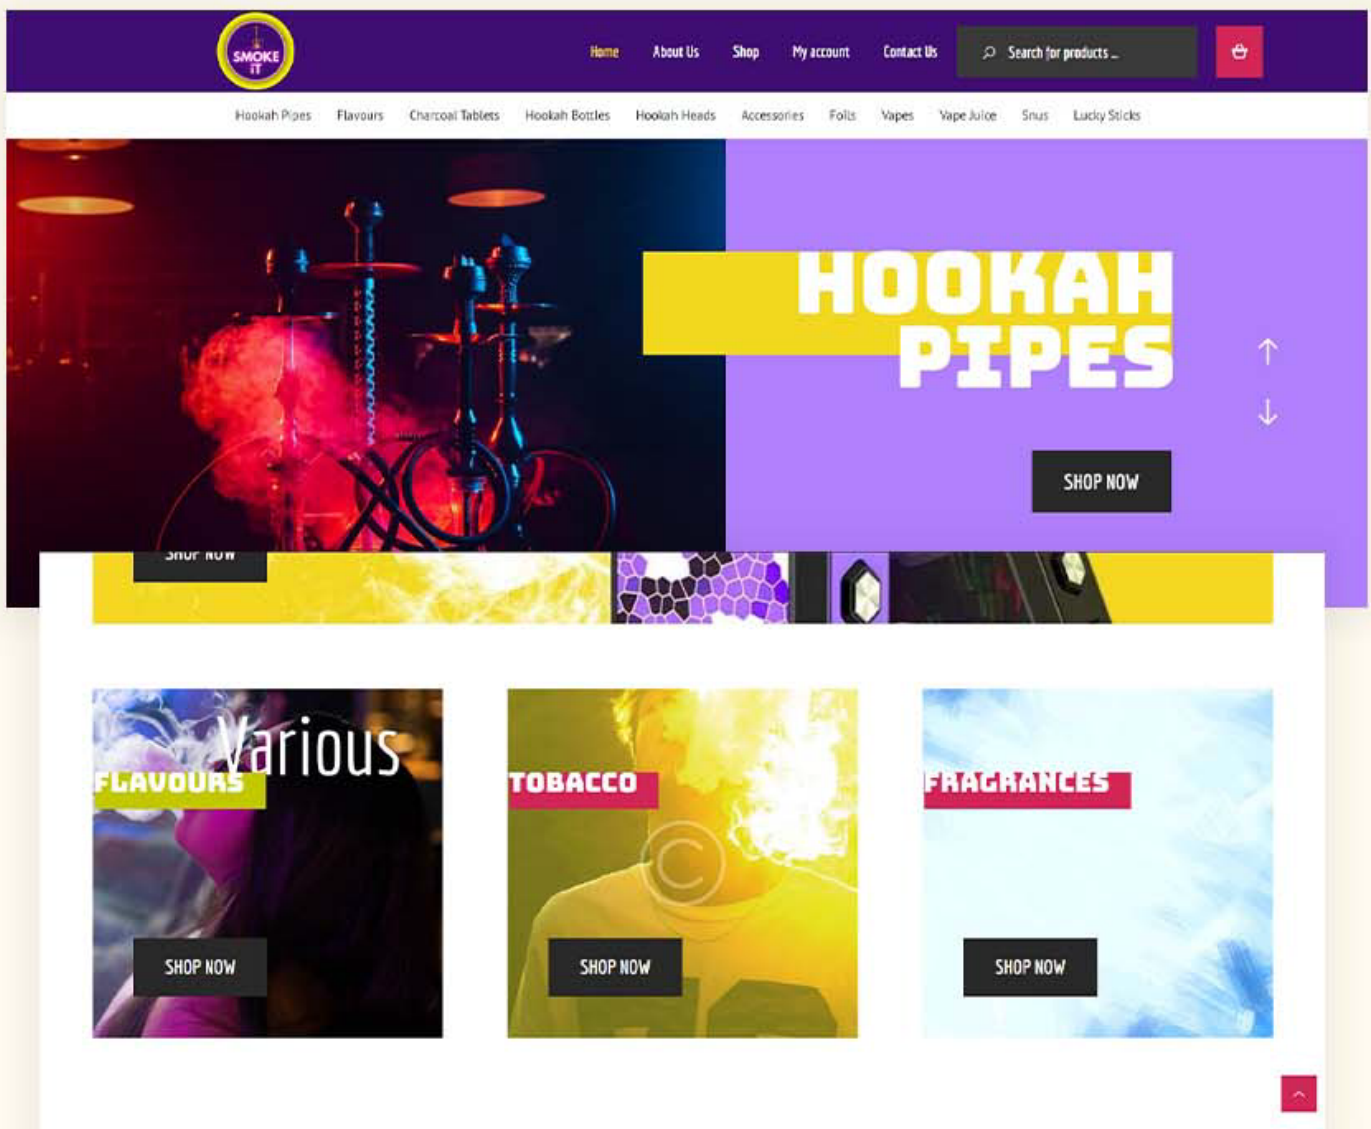 SMOKE
iT
Home About Us Shop My account Contact Us Search for products ...
Hookah Pipes Flavours Charcoal Tablets Hookah Bottles Hookah Heads Accessories Foils Vapes Vape Juice Snus Lucky Sticks
HOOKAH
PIPES
SHOP NOW
SHOP NOW
Various
FLAVOURS
SHOP NOW
TOBACCO
©
SHOP NOW
FRAGRANCES
SHOP NOW